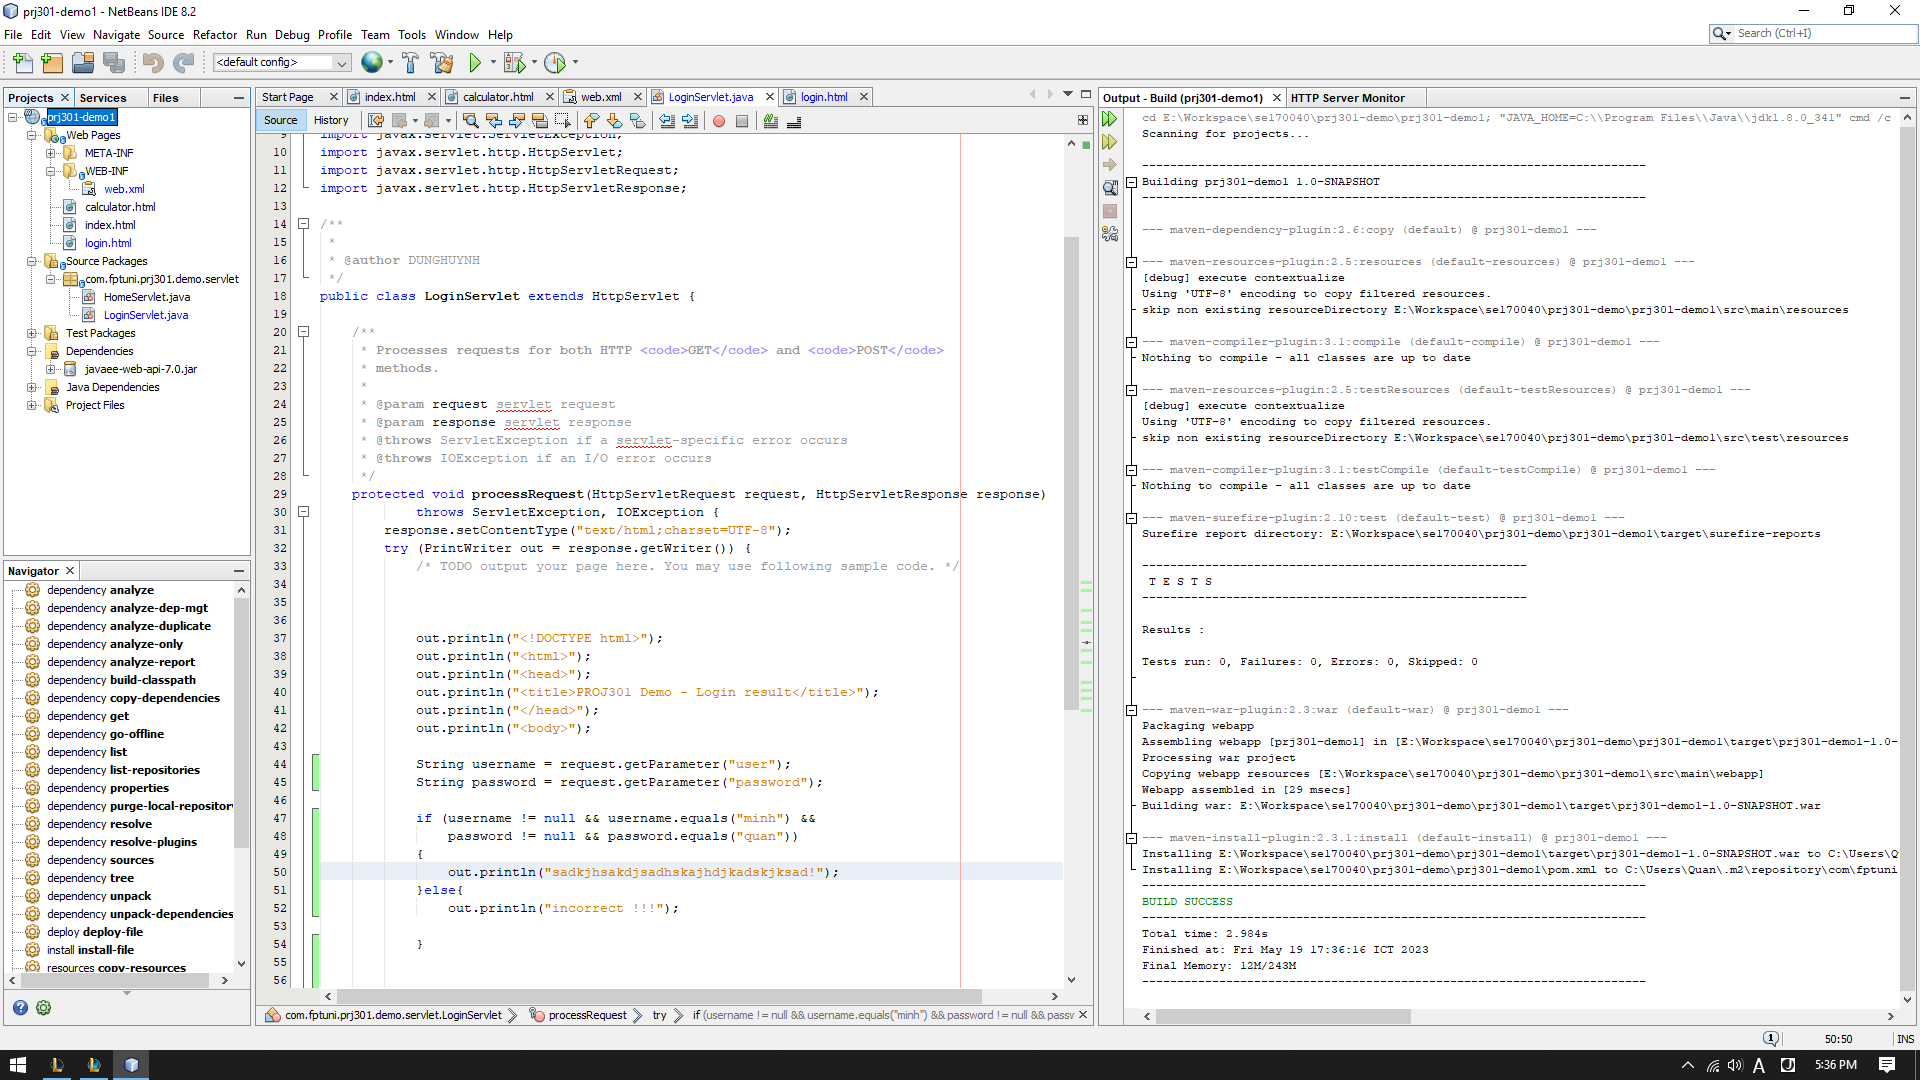 prj301-demo1 - NetBeans IDE 8.2
File Edit View Navigate Source Refactor Run Debug Profile Team Tools Window Help
Search (Ctrl+I)
<default config>
Projects Services Files
prj301-demo1
Web Pages
META-INF
WEB-INF
web.xml
calculator.html
index.html
login.html
Source Packages
com.fptuni.prj301.demo.servlet
HomeServlet.java
LoginServlet.java
Test Packages
Dependencies
javaee-web-api-7.0.jar
Java Dependencies
Project Files
Navigator
dependency analyze
dependency analyze-dep-mgt
dependency analyze-duplicate
dependency analyze-only
dependency analyze-report
dependency build-classpath
dependency copy-dependencies
dependency get
dependency go-offline
dependency list
dependency list-repositories
dependency properties
dependency purge-local-repository
dependency resolve
dependency resolve-plugins
dependency sources
dependency tree
dependency unpack
dependency unpack-dependencies
deploy deploy-file
install install-file
resources copy-resources
Start Page index.html calculator.html web.xml LoginServlet.java login.html
Source History
9 import javax.servlet.ServletException;
10 import javax.servlet.http.HttpServlet;
11 import javax.servlet.http.HttpServletRequest;
12 import javax.servlet.http.HttpServletResponse;
13
14 /**
15 *
16 * @author DUNGHUYNH
17 */
18 public class LoginServlet extends HttpServlet {
19
20 /**
21 * Processes requests for both HTTP <code>GET</code> and <code>POST</code>
22 * methods.
23 *
24 * @param request servlet request
25 * @param response servlet response
26 * @throws ServletException if a servlet-specific error occurs
27 * @throws IOException if an I/O error occurs
28 */
29 protected void processRequest(HttpServletRequest request, HttpServletResponse response)
30 throws ServletException, IOException {
31 response.setContentType("text/html;charset=UTF-8");
32 try (PrintWriter out = response.getWriter()) {
33 /* TODO output your page here. You may use following sample code. */
34
35
36
37 out.println("<!DOCTYPE html>");
38 out.println("<html>");
39 out.println("<head>");
40 out.println("<title>PROJ301 Demo - Login result</title>");
41 out.println("</head>");
42 out.println("<body>");
43
44 String username = request.getParameter("user");
45 String password = request.getParameter("password");
46
47 if (username != null && username.equals("minh") &&
48 password != null && password.equals("quan"))
49 {
50 out.println("sadkjhsakdjsadhskajhdjkadskjksad!");
51 }else{
52 out.println("incorrect !!!");
53
54 }
55
56
com.fptuni.prj301.demo.servlet.LoginServlet processRequest try if (username != null && username.equals("minh") && password != null && passw
Output - Build (prj301-demo1) HTTP Server Monitor
cd E:\Workspace\se170040\prj301-demo\prj301-demo1; "JAVA_HOME=C:\\Program Files\\Java\\jdk1.8.0_341" cmd /c
Scanning for projects...
------------------------------------------------------------------------
Building prj301-demo1 1.0-SNAPSHOT
------------------------------------------------------------------------
--- maven-dependency-plugin:2.6:copy (default) @ prj301-demo1 ---
--- maven-resources-plugin:2.5:resources (default-resources) @ prj301-demo1 ---
[debug] execute contextualize
Using 'UTF-8' encoding to copy filtered resources.
skip non existing resourceDirectory E:\Workspace\se170040\prj301-demo\prj301-demo1\src\main\resources
--- maven-compiler-plugin:3.1:compile (default-compile) @ prj301-demo1 ---
Nothing to compile - all classes are up to date
--- maven-resources-plugin:2.5:testResources (default-testResources) @ prj301-demo1 ---
[debug] execute contextualize
Using 'UTF-8' encoding to copy filtered resources.
skip non existing resourceDirectory E:\Workspace\se170040\prj301-demo\prj301-demo1\src\test\resources
--- maven-compiler-plugin:3.1:testCompile (default-testCompile) @ prj301-demo1 ---
Nothing to compile - all classes are up to date
--- maven-surefire-plugin:2.10:test (default-test) @ prj301-demo1 ---
Surefire report directory: E:\Workspace\se170040\prj301-demo\prj301-demo1\target\surefire-reports
-------------------------------------------------------
T E S T S
-------------------------------------------------------
Results :
Tests run: 0, Failures: 0, Errors: 0, Skipped: 0
--- maven-war-plugin:2.3:war (default-war) @ prj301-demo1 ---
Packaging webapp
Assembling webapp [prj301-demo1] in [E:\Workspace\se170040\prj301-demo\prj301-demo1\target\prj301-demo1-1.0-
Processing war project
Copying webapp resources [E:\Workspace\se170040\prj301-demo\prj301-demo1\src\main\webapp]
Webapp assembled in [29 msecs]
Building war: E:\Workspace\se170040\prj301-demo\prj301-demo1\target\prj301-demo1-1.0-SNAPSHOT.war
--- maven-install-plugin:2.3.1:install (default-install) @ prj301-demo1 ---
Installing E:\Workspace\se170040\prj301-demo\prj301-demo1\target\prj301-demo1-1.0-SNAPSHOT.war to C:\Users\Q
Installing E:\Workspace\se170040\prj301-demo\prj301-demo1\pom.xml to C:\Users\Quan\.m2\repository\com\fptuni
------------------------------------------------------------------------
BUILD SUCCESS
------------------------------------------------------------------------
Total time: 2.984s
Finished at: Fri May 19 17:36:16 ICT 2023
Final Memory: 12M/243M
------------------------------------------------------------------------
1 50:50 INS
A 5:36 PM